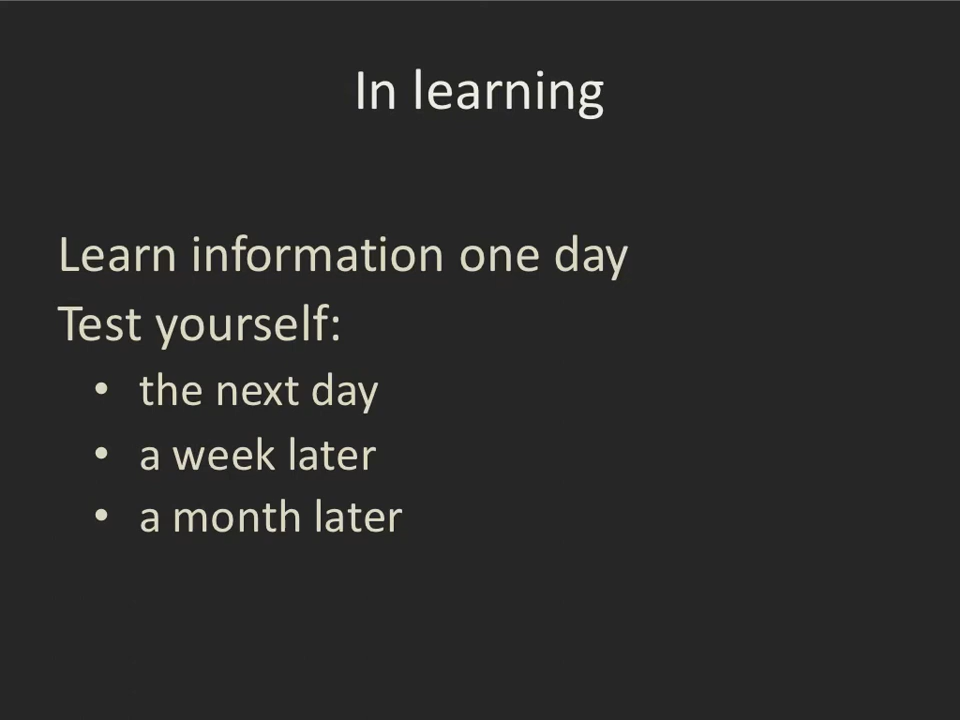 In learning
Learn information one day
Test yourself:
• the next day
• a week later
• a month later